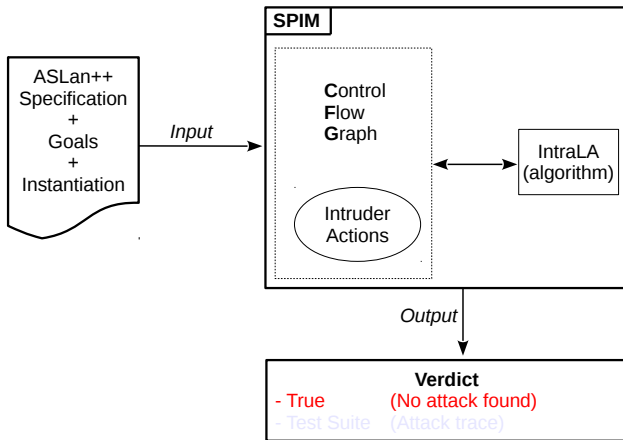 SPIM
ASLan++
Specification
+
Goals
+
Instantiation
Input
Control
Flow
Graph
Intruder
Actions
IntraLA
(algorithm)
Output
Verdict
- True (No attack found)
- Test Suite (Attack trace)